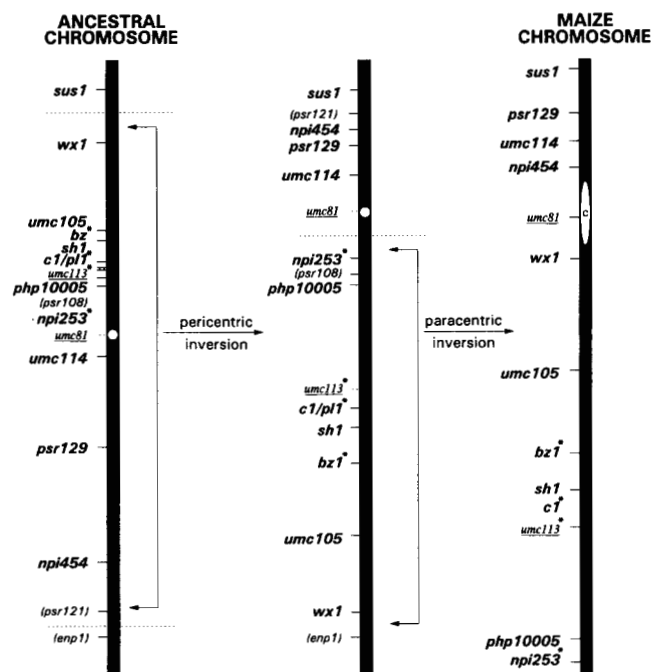 ANCESTRAL
CHROMOSOME
sus1
wx1
umc105
bz*
sh1
c1/pl1*
umc113*
php10005
(psr108)
npi253*
umc81
umc114
psr129
npi454
(psr121)
(enp1)
pericentric
inversion
sus1
(psr121)
npi454
psr129
umc114
umc81
npi253*
(psr108)
php10005
umc113*
c1/pl1*
sh1
bz1*
umc105
wx1
(enp1)
paracentric
inversion
MAIZE
CHROMOSOME
sus1
psr129
umc114
npi454
umc81
c
wx1
umc105
bz1*
sh1
c1*
umc113*
php10005
npi253*